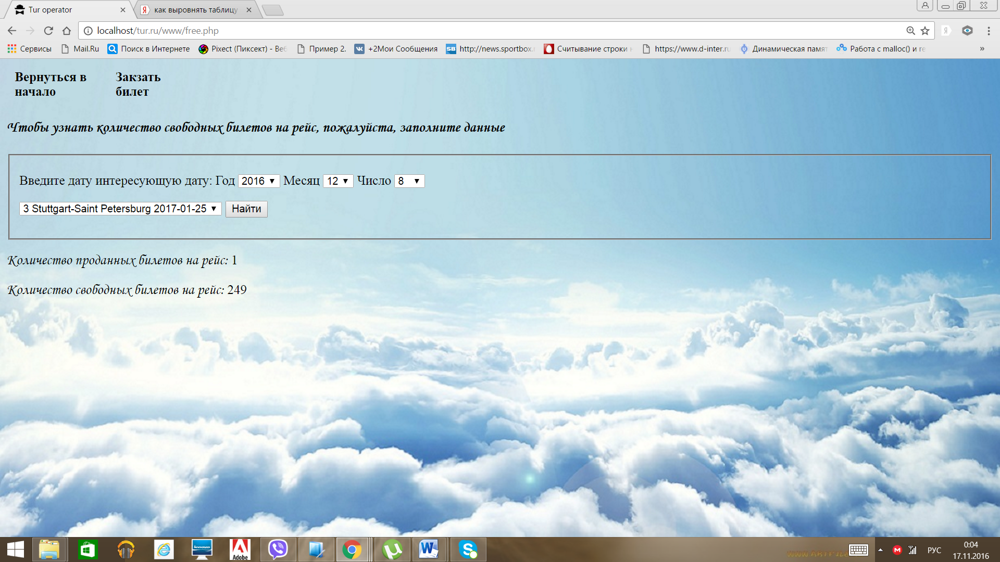 Tur operator
как выровнять таблицу
localhost/tur.ru/www/free.php
Сервисы Mail.Ru Поиск в Интернете Pixect (Пиксект) - Веб +2Мои Сообщения Пример 2. http://news.sportbox.r Считывание строки https://www.d-inter.ru Динамическая памят Работа с malloc() и re »
Вернуться в начало
Закзать билет
Чтобы узнать количество свободных билетов на рейс, пожалуйста, заполните данные
Введите дату интересующую дату: Год 2016 Месяц 12 Число 8
3 Stuttgart-Saint Petersburg 2017-01-25 Найти
Количество проданных билетов на рейс: 1
Количество свободных билетов на рейс: 249
Adobe
РУС
0:04
17.11.2016